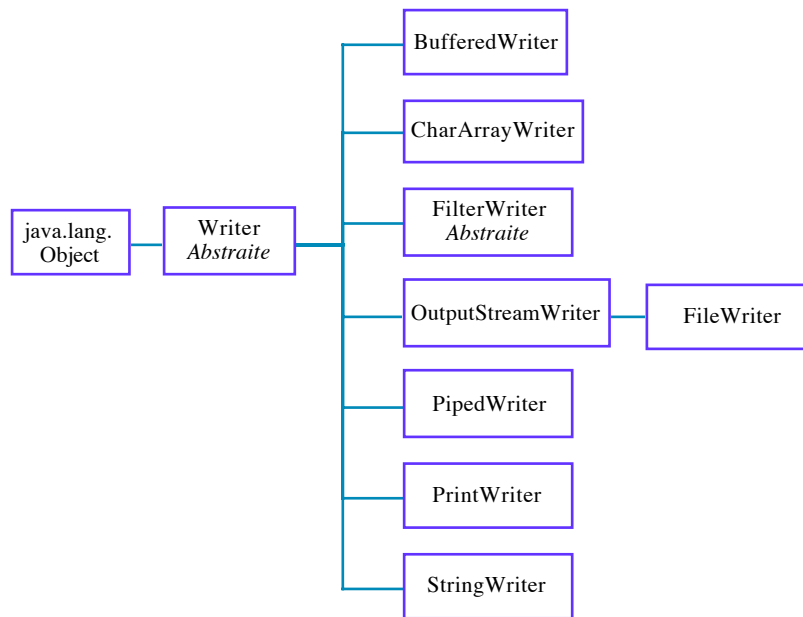 BufferedWriter
CharArrayWriter
java.lang.
Object
Writer
Abstraite
FilterWriter
Abstraite
OutputStreamWriter
FileWriter
PipedWriter
PrintWriter
StringWriter